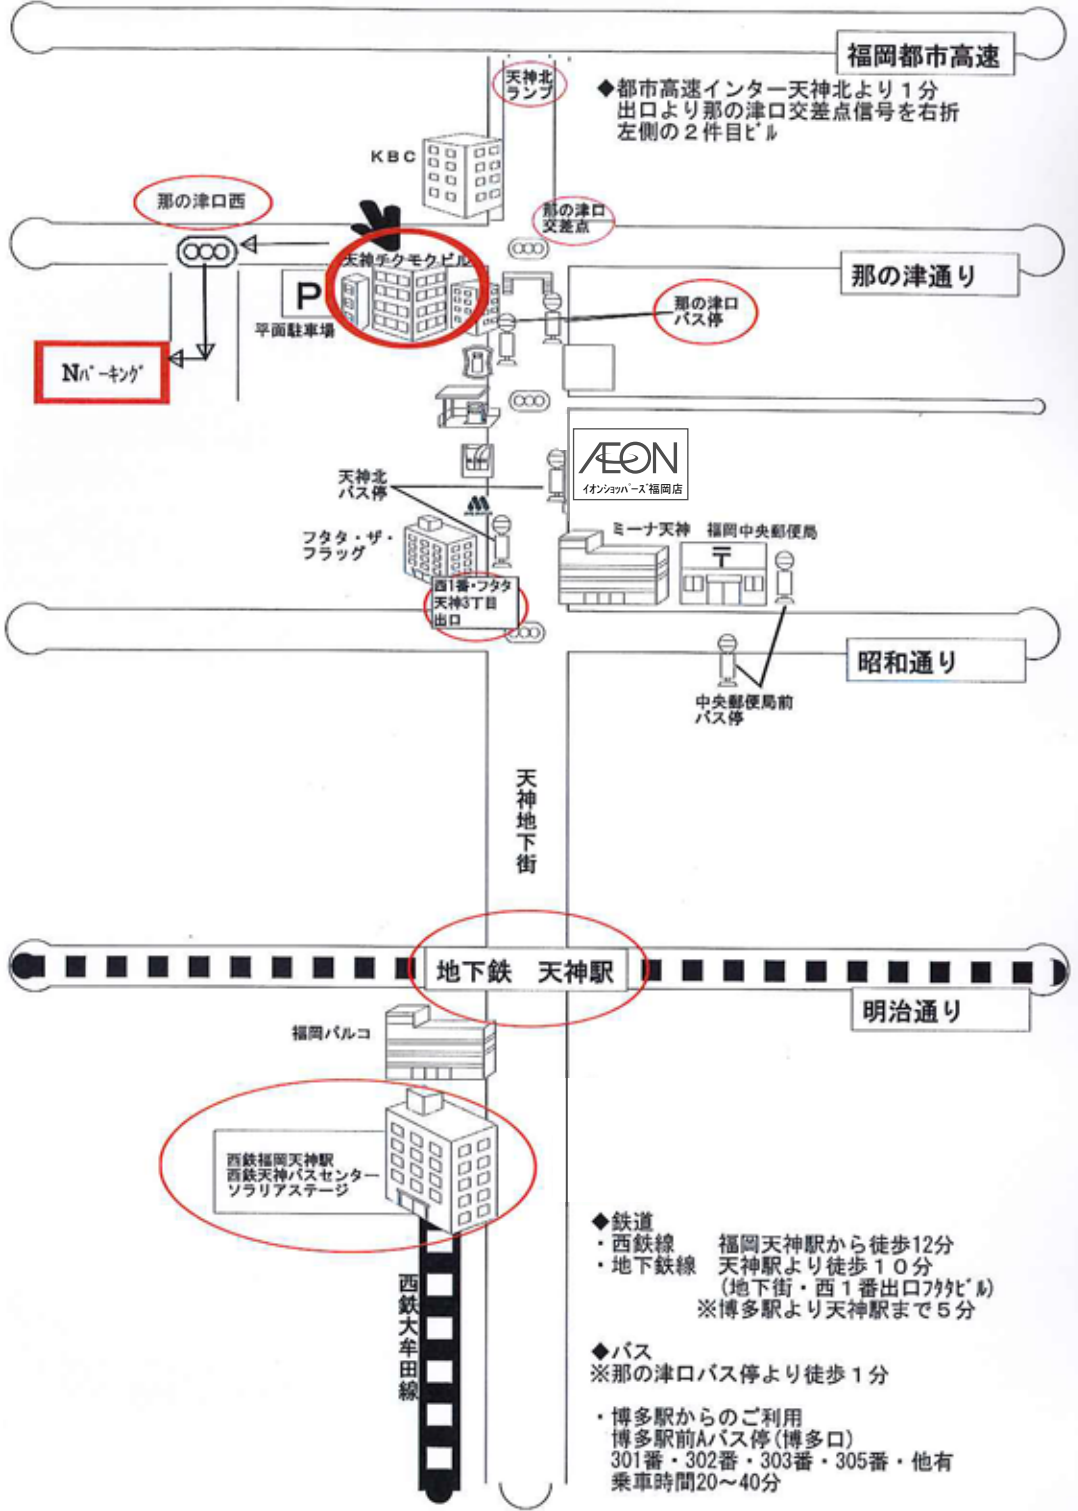 福岡都市高速
天神北
ランプ
◆都市高速インター天神北より1分
出口より那の津口交差点信号を右折
左側の2件目ビル
KBC
那の津口西
那の津口
交差点
天神チクモクビル
那の津通り
P
平面駐車場
那の津口
バス停
Nパーキング
ÆON
イオンショッパーズ福岡店
天神北
バス停
フタタ・ザ・
フラッグ
ミーナ天神
福岡中央郵便局
〒
西1番・フタタ
天神3丁目
出口
昭和通り
中央郵便局前
バス停
天神地下街
地下鉄 天神駅
明治通り
福岡パルコ
西鉄福岡天神駅
西鉄天神バスセンター
ソラリアステージ
西鉄大牟田線
◆鉄道
・西鉄線 福岡天神駅から徒歩12分
・地下鉄線 天神駅より徒歩10分
(地下街・西1番出口フタタビル)
※博多駅より天神駅まで5分
◆バス
※那の津口バス停より徒歩1分
・博多駅からのご利用
博多駅前Aバス停(博多口)
301番・302番・303番・305番・他有
乗車時間20～40分